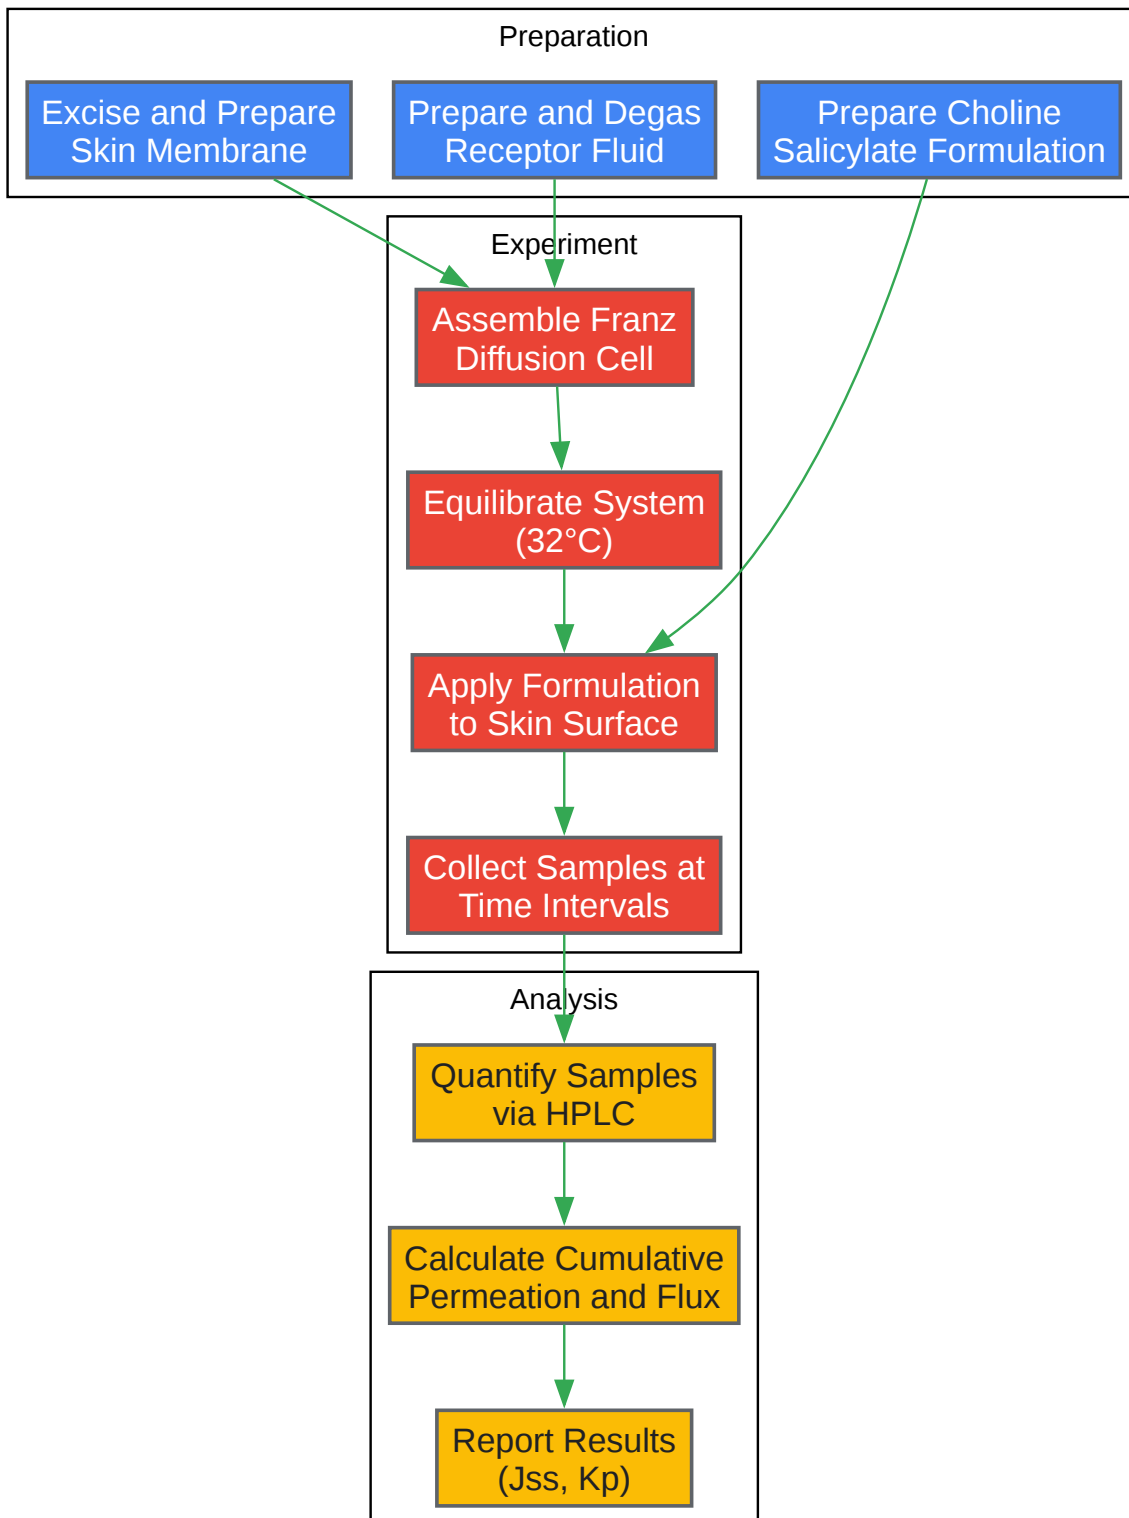 Preparation
Excise and Prepare
Skin Membrane
Prepare and Degas
Receptor Fluid
Prepare Choline
Salicylate Formulation
Experiment
Assemble Franz
Diffusion Cell
Equilibrate System
(32°C)
Apply Formulation
to Skin Surface
Collect Samples at
Time Intervals
Analysis
Quantify Samples
via HPLC
Calculate Cumulative
Permeation and Flux
Report Results
(Jss, Kp)